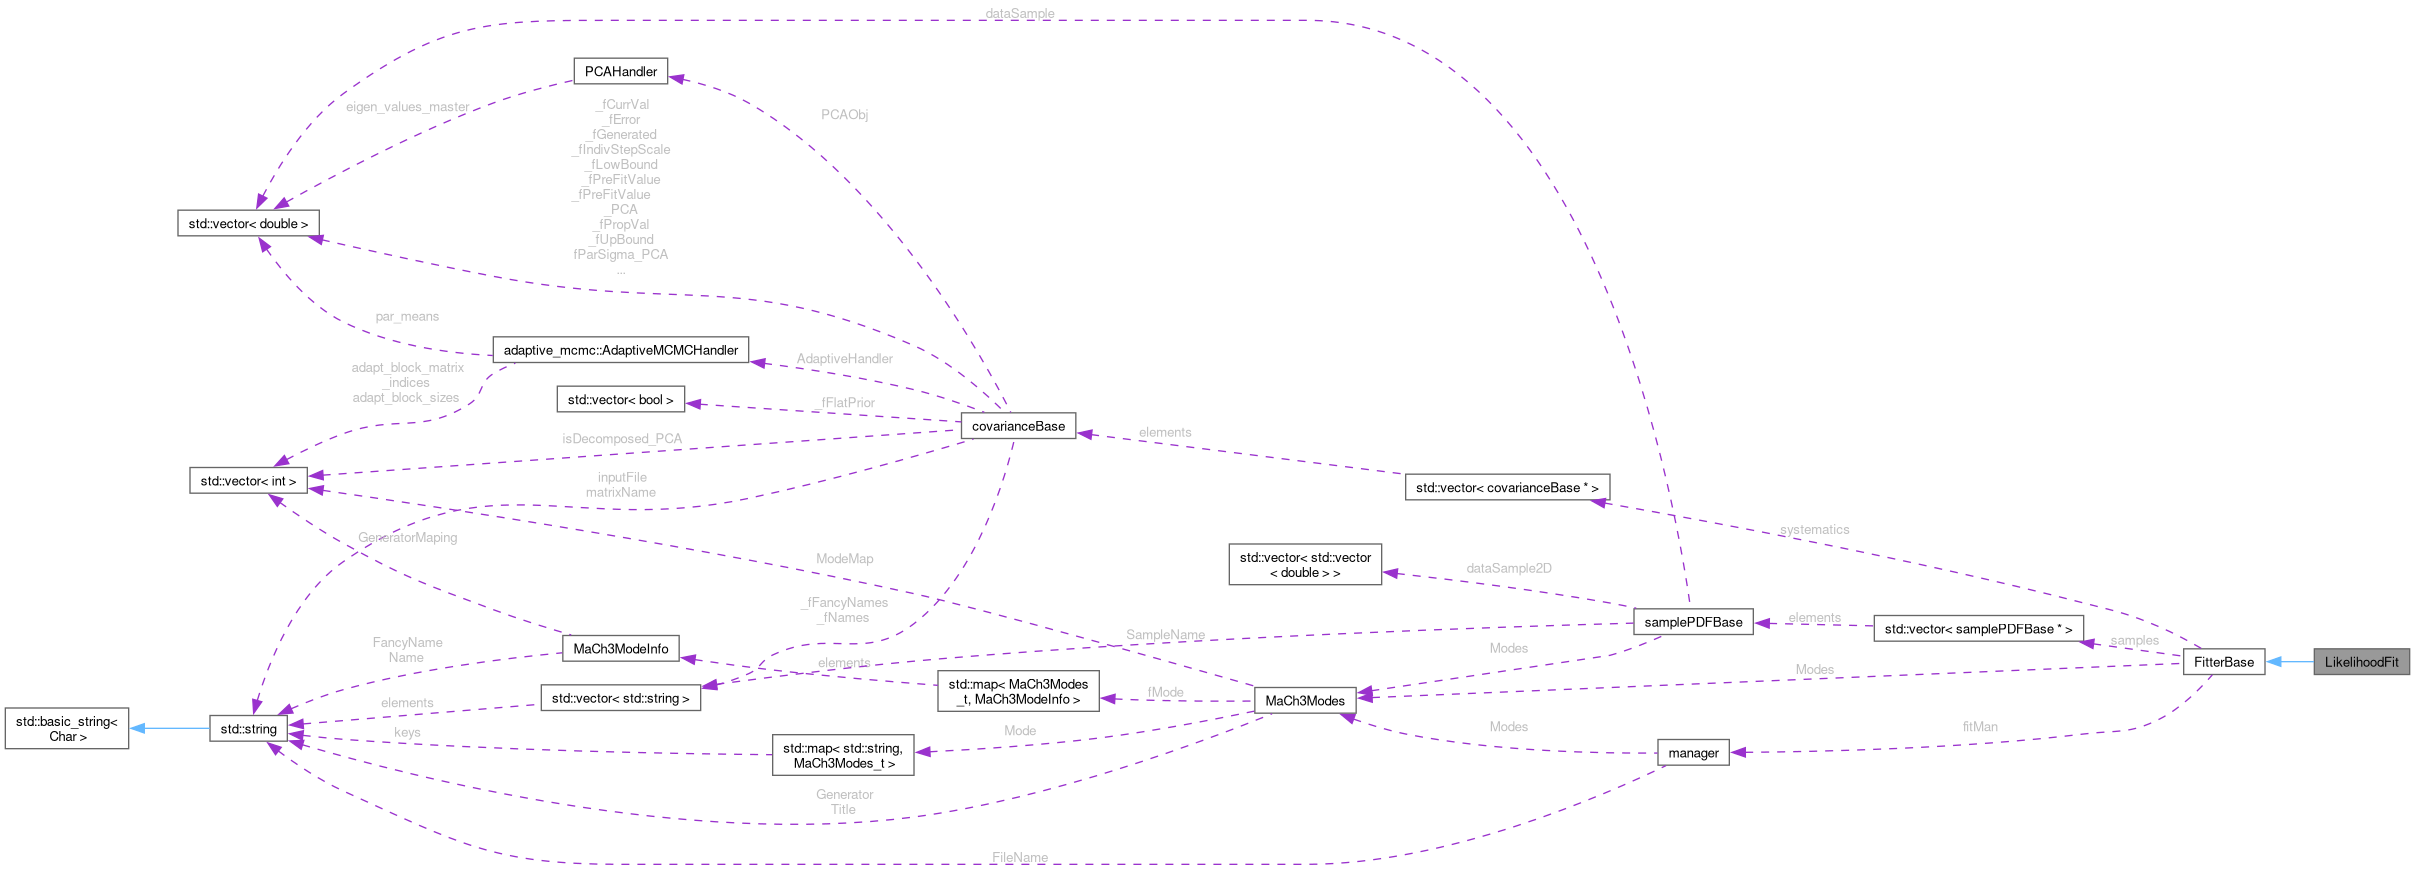 dataSample
PCAHandler
eigen_values_master
_fCurrVal
_fError
_fGenerated
_fIndivStepScale
_fLowBound
_fPreFitValue
_fPreFitValue
_PCA
_fPropVal
_fUpBound
fParSigma_PCA
...
PCAObj
std::vector< double >
par_means
adaptive_mcmc::AdaptiveMCMCHandler
AdaptiveHandler
adapt_block_matrix
_indices
adapt_block_sizes
std::vector< bool >
_fFlatPrior
covarianceBase
elements
isDecomposed_PCA
std::vector< int >
inputFile
matrixName
std::vector< covarianceBase * >
systematics
GeneratorMaping
ModeMap
std::vector< std::vector
< double > >
dataSample2D
_fFancyNames
_fNames
samplePDFBase
elements
std::vector< samplePDFBase * >
samples
SampleName
FancyName
Name
MaCh3ModeInfo
elements
Modes
Modes
FitterBase
LikelihoodFit
std::vector< std::string >
std::map< MaCh3Modes
_t, MaCh3ModeInfo >
fMode
MaCh3Modes
elements
std::basic_string<
Char >
std::string
keys
std::map< std::string,
MaCh3Modes_t >
Mode
Modes
manager
fitMan
Generator
Title
FileName